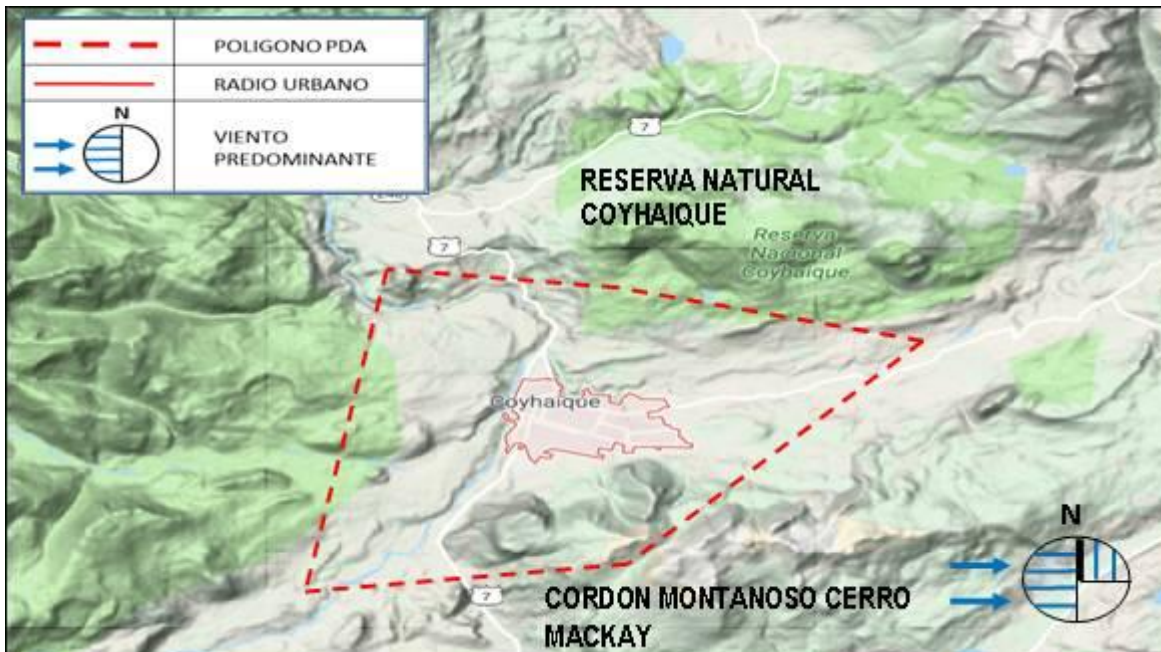 POLIGONO PDA
RADIO URBANO
N
VIENTO
PREDOMINANTE
7
RESERVA NATURAL
COYHAIQUE
240
7
Reserva
Nacional
Coyhaique
Coyhaique
N
7
CORDON MONTANOSO CERRO
MACKAY